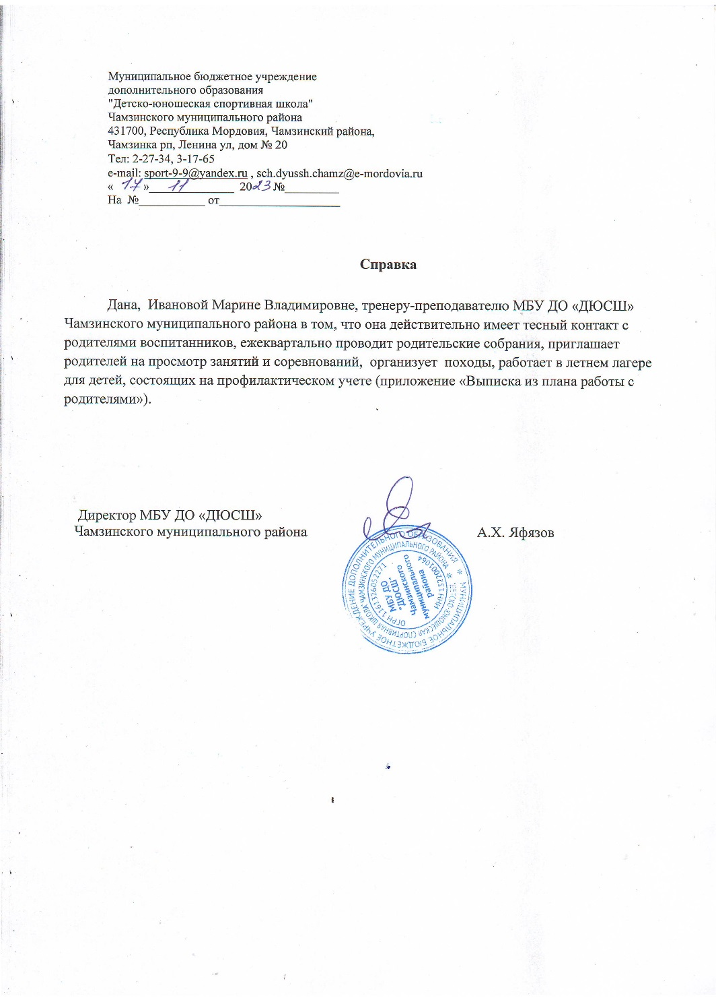 Муниципальное бюджетное учреждение
дополнительного образования
"Детско-юношеская спортивная школа"
Чамзинского муниципального района
431700, Республика Мордовия, Чамзинский района,
Чамзинка рп, Ленина ул, дом № 20
Тел: 2-27-34, 3-17-65
e-mail: sport-9-9@yandex.ru , sch.dyussh.chamz@e-mordovia.ru
« 17 »______11________ 2023 №_________
На №___________ от____________________
Справка
Дана, Ивановой Марине Владимировне, тренеру-преподавателю МБУ ДО «ДЮСШ»
Чамзинского муниципального района в том, что она действительно имеет тесный контакт с
родителями воспитанников, ежеквартально проводит родительские собрания, приглашает
родителей на просмотр занятий и соревнований, организует походы, работает в летнем лагере
для детей, состоящих на профилактическом учете (приложение «Выписка из плана работы с
родителями»).
Директор МБУ ДО «ДЮСШ»
Чамзинского муниципального района А.Х. Яфязов
МУНИЦИПАЛЬНОЕ БЮДЖЕТНОЕ УЧРЕЖДЕНИЕ ДОПОЛНИТЕЛЬНОГО ОБРАЗОВАНИЯ *
"ДЕТСКО-ЮНОШЕСКАЯ СПОРТИВНАЯ ШКОЛА" ЧАМЗИНСКОГО МУНИЦИПАЛЬНОГО РАЙОНА *
ОГРН 1161326052271
ИНН 1322001064
МБУ ДО
"ДЮСШ"
Чамзинского
муниципального
района